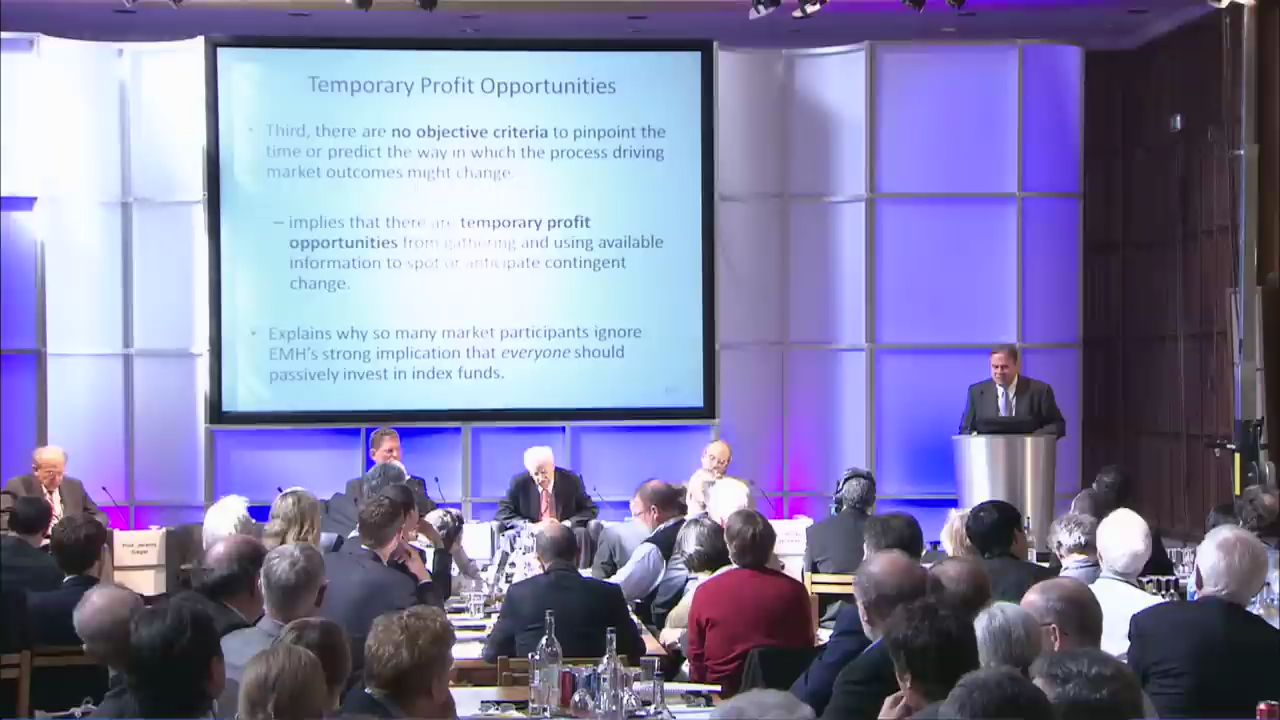 Temporary Profit Opportunities
• Third, there are no objective criteria to pinpoint the
time or predict the way in which the process driving
market outcomes might change.
– implies that there are temporary profit
opportunities from gathering and using available
information to spot or anticipate contingent
change.
• Explains why so many market participants ignore
EMH's strong implication that everyone should
passively invest in index funds.
Prof. Jeremy
Siegel